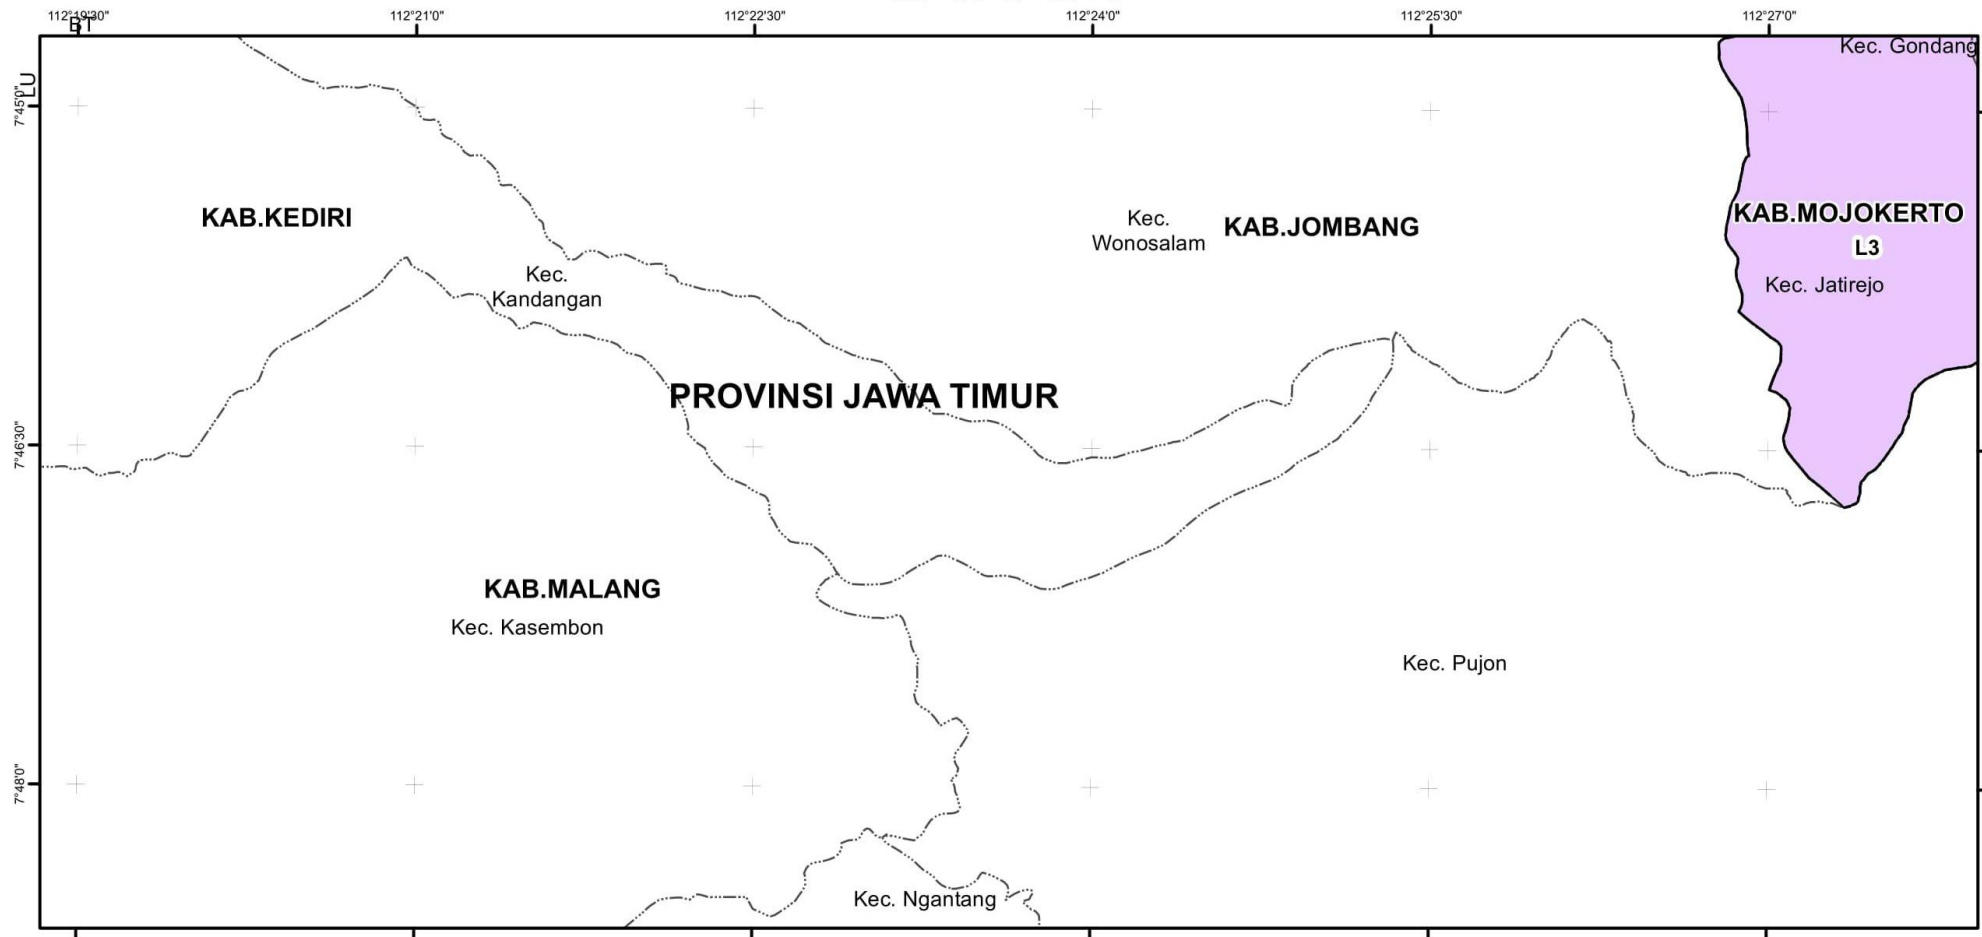 112°19'30"
112°21'0"
112°22'30"
112°24'0"
112°25'30"
112°27'0"
BT
LU
7°45'0"
7°46'30"
7°48'0"
Kec. Gondang
KAB.KEDIRI
Kec.
Wonosalam
KAB.JOMBANG
KAB.MOJOKERTO
L3
Kec. Jatirejo
Kec.
Kandangan
PROVINSI JAWA TIMUR
KAB.MALANG
Kec. Kasembon
Kec. Pujon
Kec. Ngantang